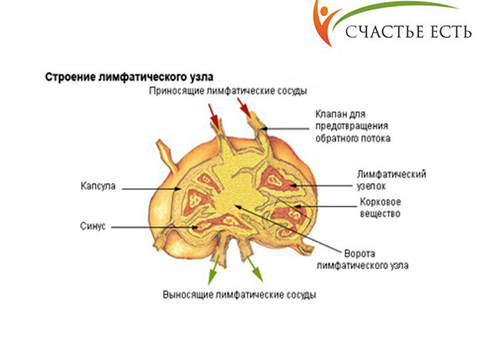 СЧАСТЬЕ ЕСТЬ
Строение лимфатического узла
Приносящие лимфатические сосуды
Клапан для
предотвращения
обратного потока
Лимфатический
узелок
Капсула
Корковое
вещество
Синус
Ворота
лимфатического узла
Выносящие лимфатические сосуды